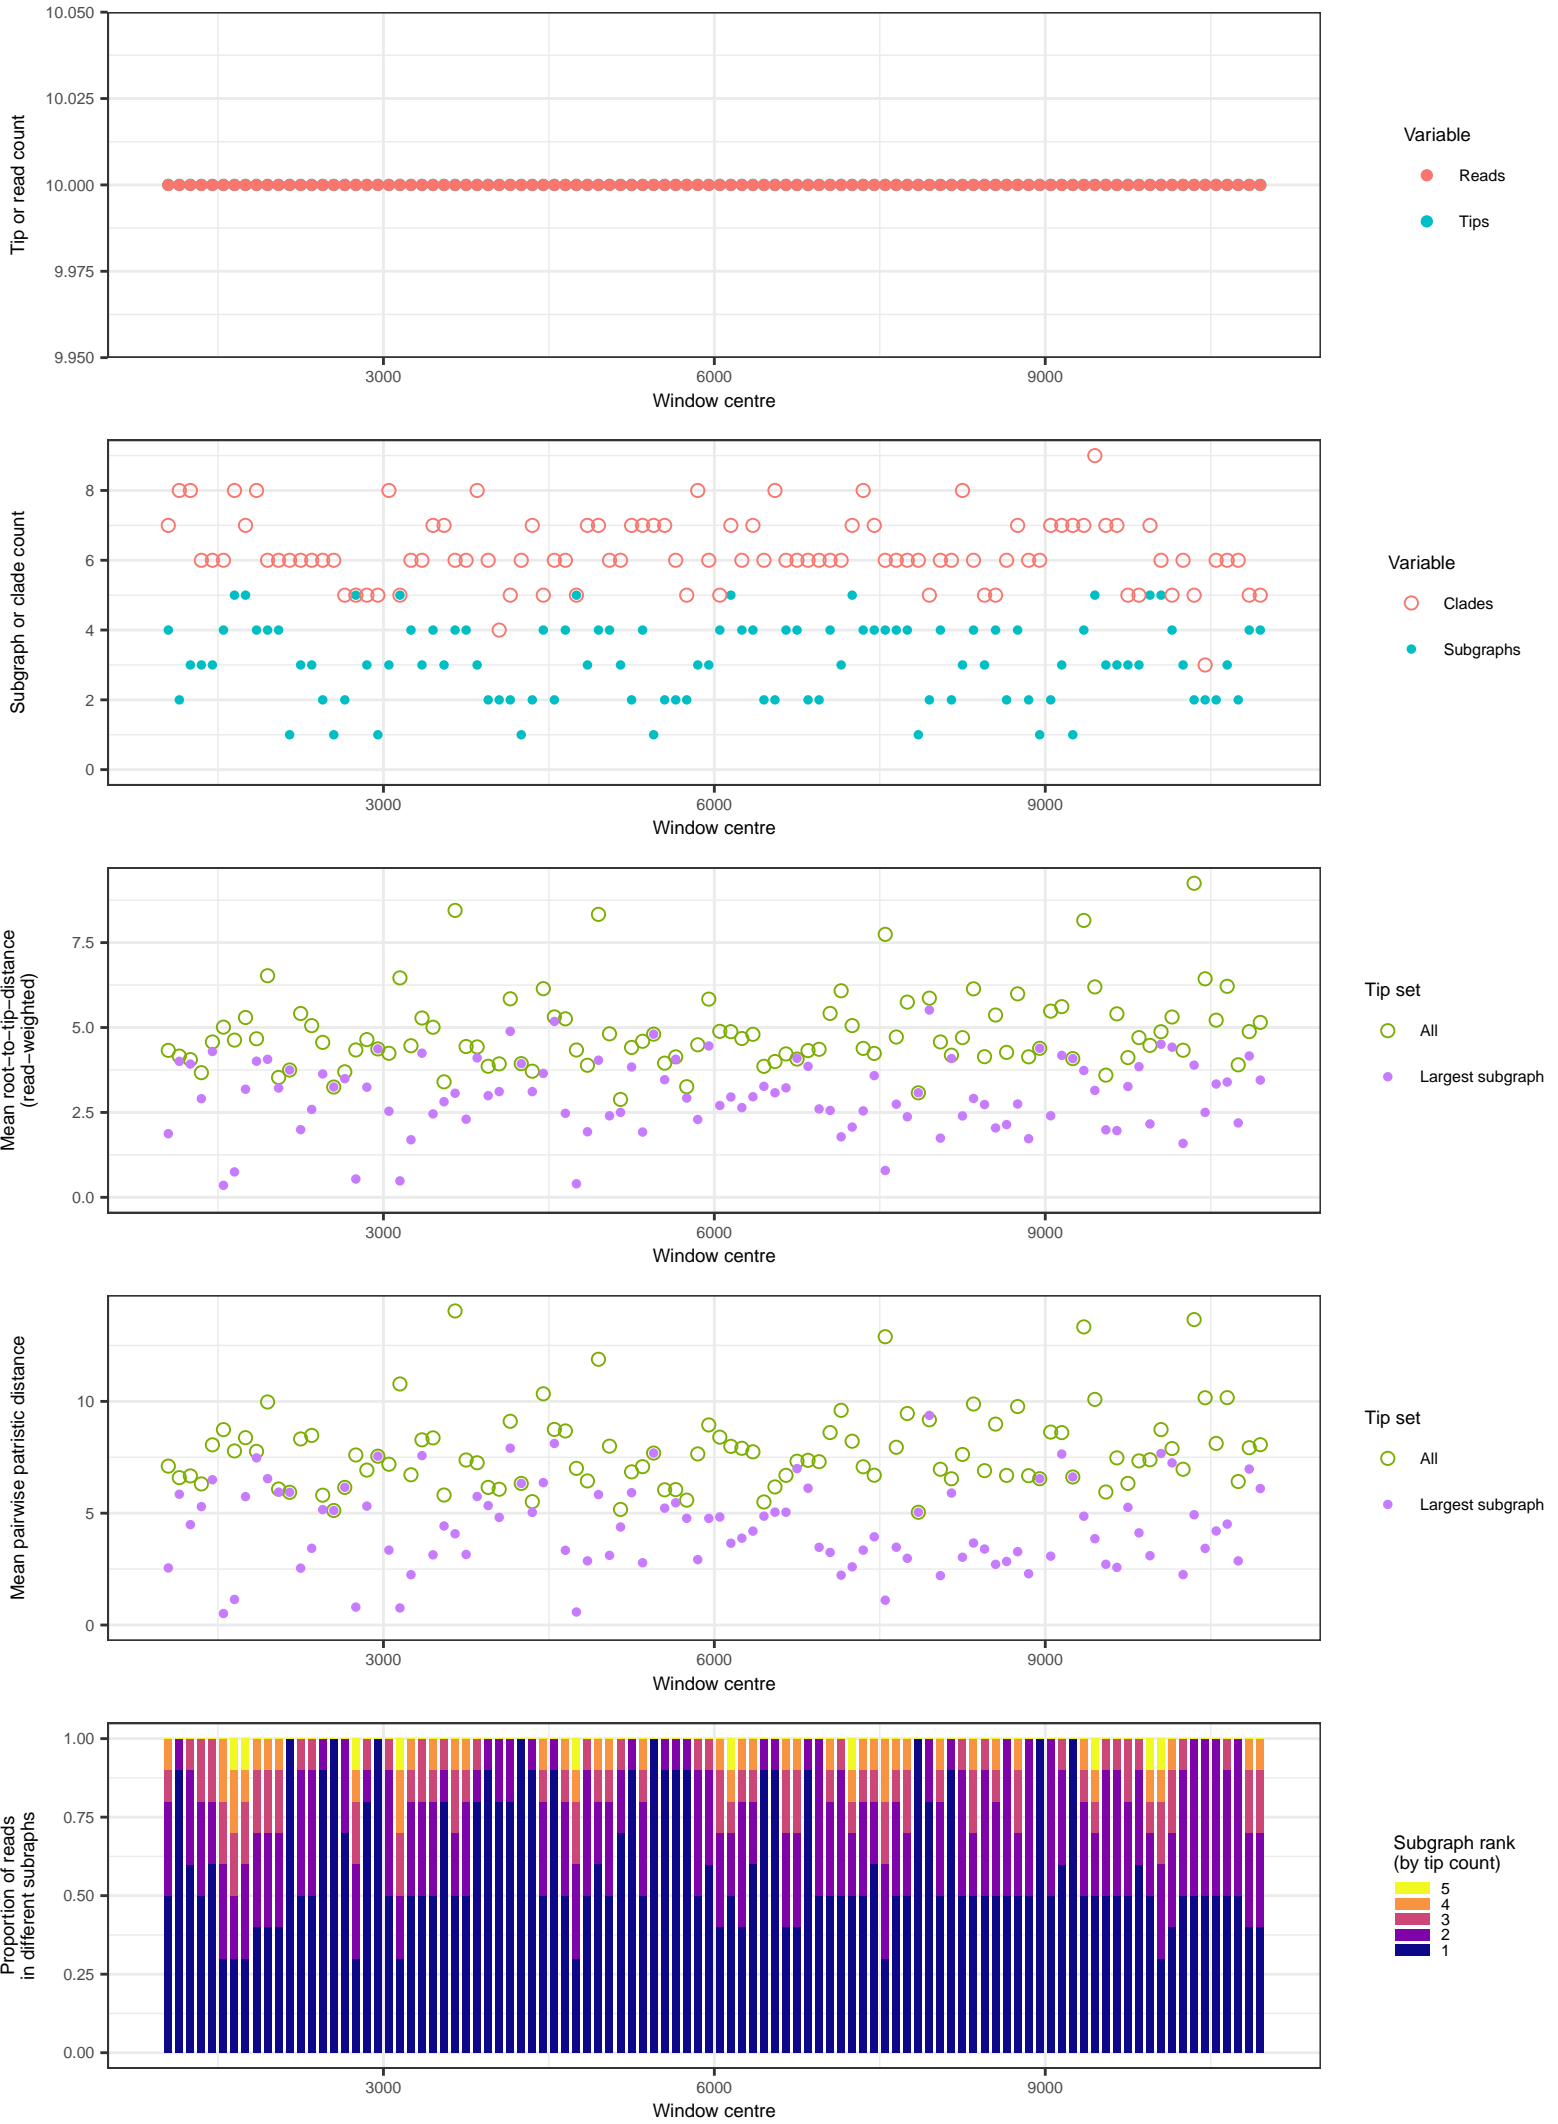 10.050
10.025
10.000
9.975
9.950
3000
6000
9000
Window centre
Tip or read count
Variable
Reads
Tips
8
6
4
2
0
3000
6000
9000
Window centre
Subgraph or clade count
Variable
Clades
Subgraphs
7.5
5.0
2.5
0.0
3000
6000
9000
Window centre
Mean root−to−tip−distance
(read−weighted)
Tip set
All
Largest subgraph
10
5
0
3000
6000
9000
Window centre
Mean pairwise patristic distance
Tip set
All
Largest subgraph
1.00
0.75
0.50
0.25
0.00
3000
6000
9000
Window centre
Proportion of reads
in different subraphs
Subgraph rank
(by tip count)
5
4
3
2
1